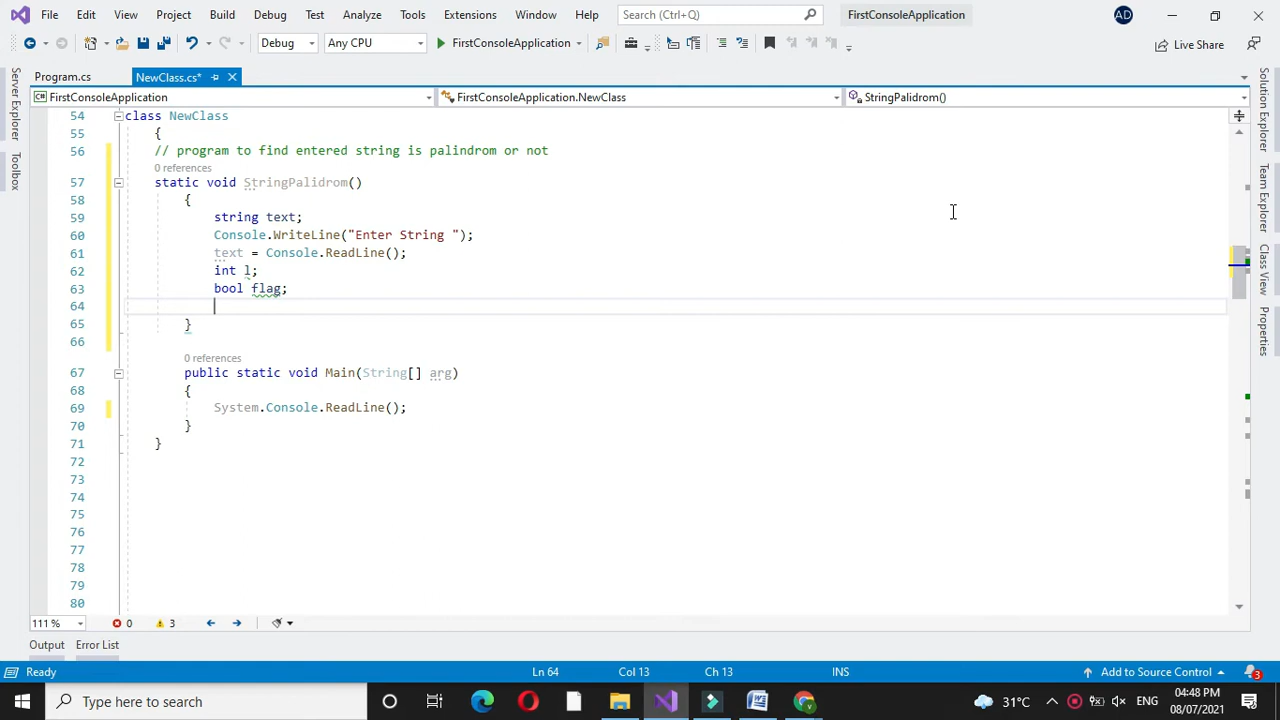 File Edit View Project Build Debug Test Analyze Tools Extensions Window Help Search (Ctrl+Q) FirstConsoleApplication AD
Debug Any CPU FirstConsoleApplication Live Share
Program.cs NewClass.cs*
FirstConsoleApplication FirstConsoleApplication.NewClass StringPalidrom()
Server Explorer
Toolbox
Solution Explorer
Team Explorer
Class View
Properties
54 class NewClass
55 {
56 // program to find entered string is palindrom or not
0 references
57 static void StringPalidrom()
58 {
59 string text;
60 Console.WriteLine("Enter String ");
61 text = Console.ReadLine();
62 int l;
63 bool flag;
64
65 }
66
0 references
67 public static void Main(String[] arg)
68 {
69 System.Console.ReadLine();
70 }
71 }
72
73
74
75
76
77
78
79
80
111 % 0 3
Output Error List
Ready Ln 64 Col 13 Ch 13 INS Add to Source Control 3
Type here to search 31°C ENG 04:48 PM
08/07/2021